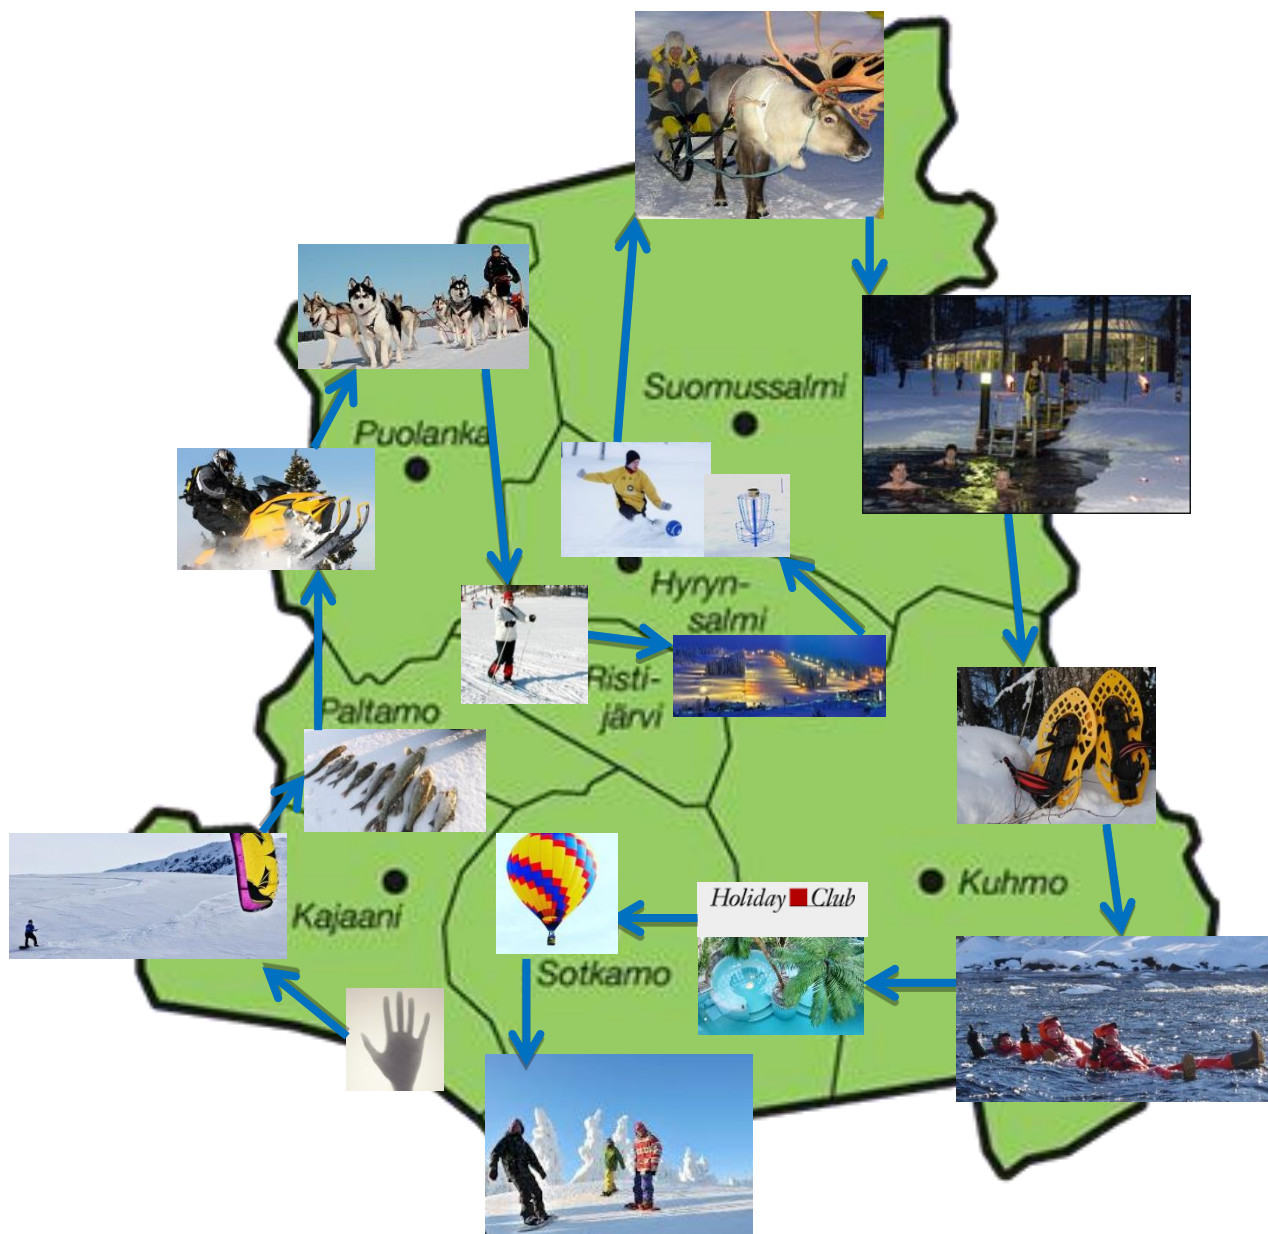 Suomussalmi
Puolanka
Hyryn-
salmi
Risti-
järvi
Paltamo
Kuhmo
Holiday Club
Kajaani
Sotkamo